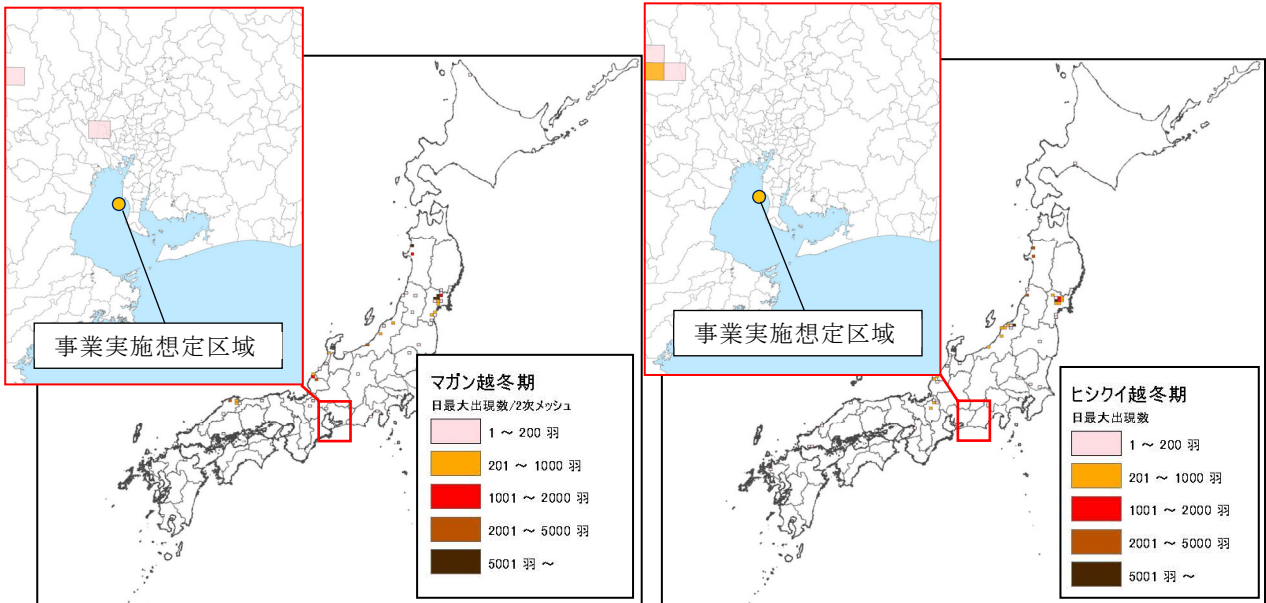 事業実施想定区域
マガン越冬期
日最大出現数/2次メッシュ
1 ～ 200 羽
201 ～ 1000 羽
1001 ～ 2000 羽
2001 ～ 5000 羽
5001 羽 ～
事業実施想定区域
ヒシクイ越冬期
日最大出現数
1 ～ 200 羽
201 ～ 1000 羽
1001 ～ 2000 羽
2001 ～ 5000 羽
5001 羽 ～